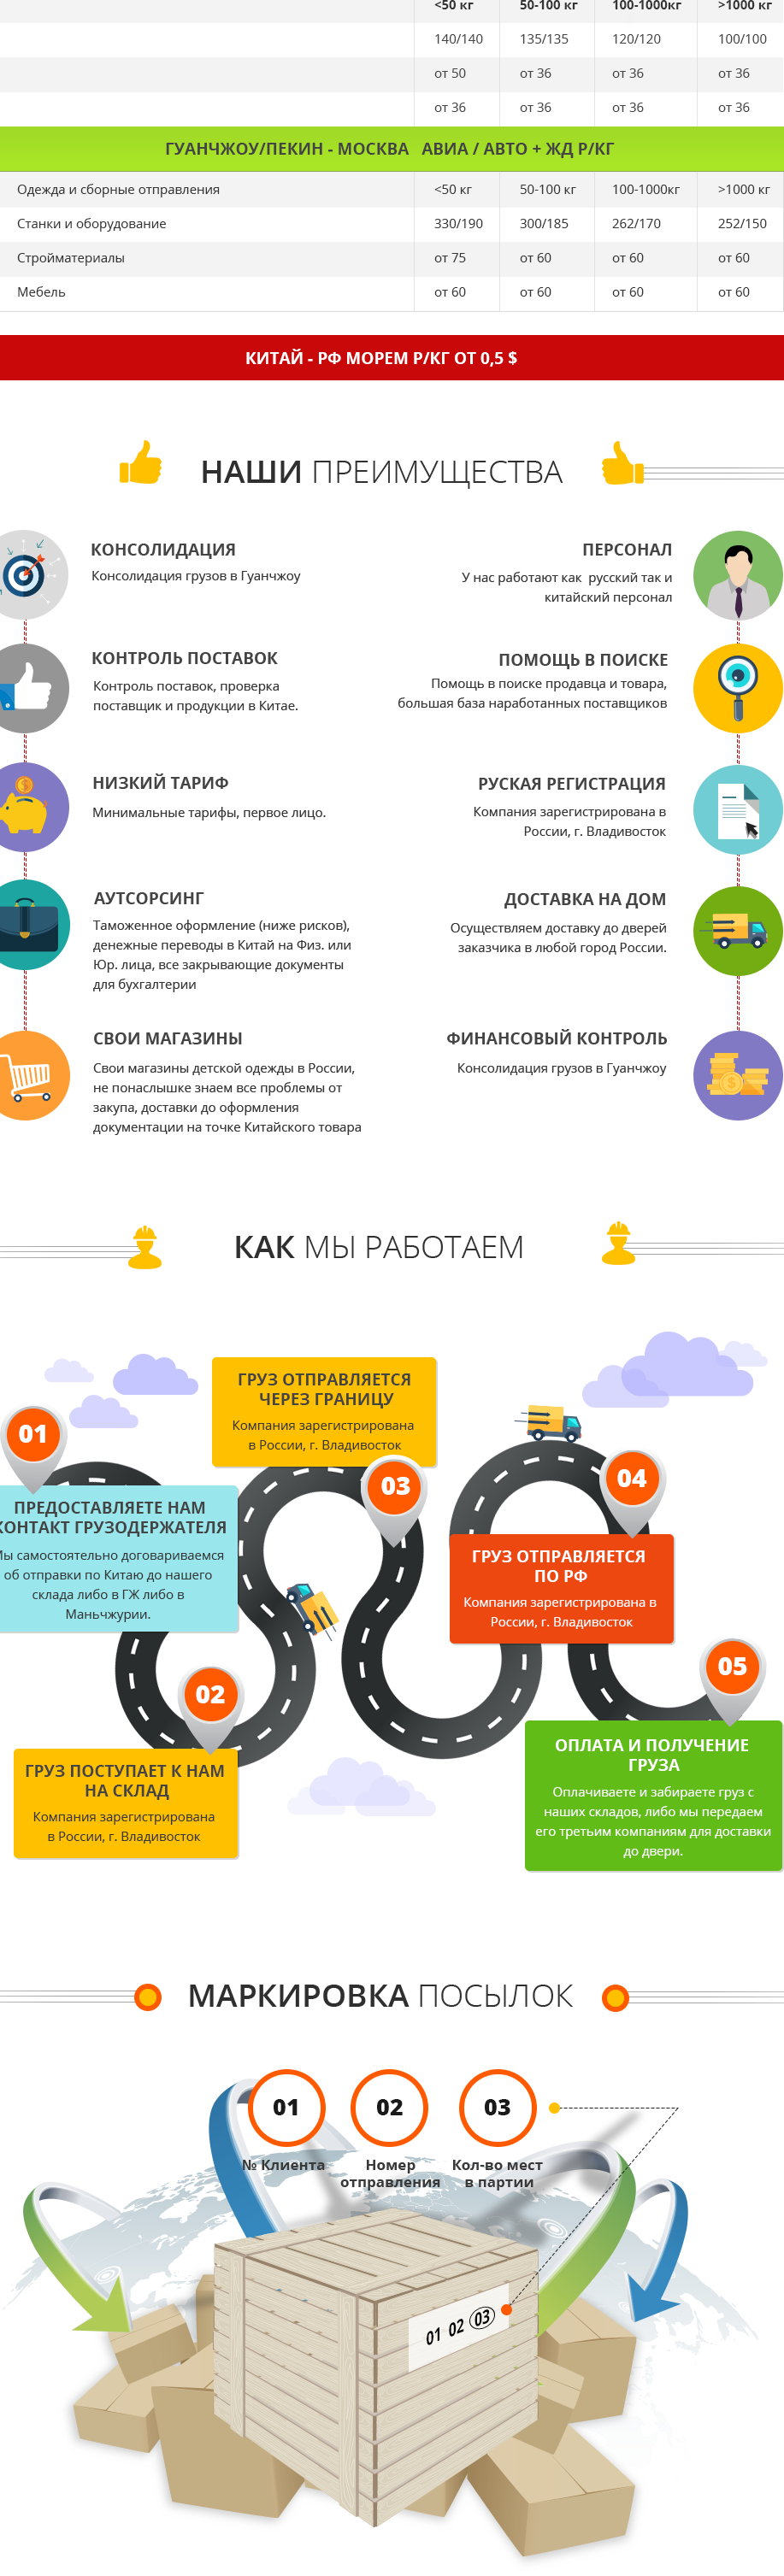 <50 кг 50-100 кг 100-1000кг >1000 кг
140/140 135/135 120/120 100/100
от 50 от 36 от 36 от 36
от 36 от 36 от 36 от 36
ГУАНЧЖОУ/ПЕКИН - МОСКВА АВИА / АВТО + ЖД Р/КГ
Одежда и сборные отправления <50 кг 50-100 кг 100-1000кг >1000 кг
Станки и оборудование 330/190 300/185 262/170 252/150
Стройматериалы от 75 от 60 от 60 от 60
Мебель от 60 от 60 от 60 от 60
КИТАЙ - РФ МОРЕМ Р/КГ ОТ 0,5 $
НАШИ ПРЕИМУЩЕСТВА
КОНСОЛИДАЦИЯ
Консолидация грузов в Гуанчжоу
ПЕРСОНАЛ
У нас работают как русский так и
китайский персонал
КОНТРОЛЬ ПОСТАВОК
Контроль поставок, проверка
поставщик и продукции в Китае.
ПОМОЩЬ В ПОИСКЕ
Помощь в поиске продавца и товара,
большая база наработанных поставщиков
НИЗКИЙ ТАРИФ
Минимальные тарифы, первое лицо.
РУСКАЯ РЕГИСТРАЦИЯ
Компания зарегистрирована в
России, г. Владивосток
АУТСОРСИНГ
Таможенное оформление (ниже рисков),
денежные переводы в Китай на Физ. или
Юр. лица, все закрывающие документы
для бухгалтерии
ДОСТАВКА НА ДОМ
Осуществляем доставку до дверей
заказчика в любой город России.
СВОИ МАГАЗИНЫ
Свои магазины детской одежды в России,
не понаслышке знаем все проблемы от
закупа, доставки до оформления
документации на точке Китайского товара
ФИНАНСОВЫЙ КОНТРОЛЬ
Консолидация грузов в Гуанчжоу
КАК МЫ РАБОТАЕМ
01
ПРЕДОСТАВЛЯЕТЕ НАМ
КОНТАКТ ГРУЗОДЕРЖАТЕЛЯ
Мы самостоятельно договариваемся
об отправки по Китаю до нашего
склада либо в ГЖ либо в
Маньчжурии.
02
ГРУЗ ПОСТУПАЕТ К НАМ
НА СКЛАД
Компания зарегистрирована
в России, г. Владивосток
ГРУЗ ОТПРАВЛЯЕТСЯ
ЧЕРЕЗ ГРАНИЦУ
Компания зарегистрирована
в России, г. Владивосток
03
04
ГРУЗ ОТПРАВЛЯЕТСЯ
ПО РФ
Компания зарегистрирована в
России, г. Владивосток
05
ОПЛАТА И ПОЛУЧЕНИЕ
ГРУЗА
Оплачиваете и забираете груз с
наших складов, либо мы передаем
его третьим компаниям для доставки
до двери.
МАРКИРОВКА ПОСЫЛОК
01 02 03
№ Клиента Номер Кол-во мест
отправления в партии
01 02 03